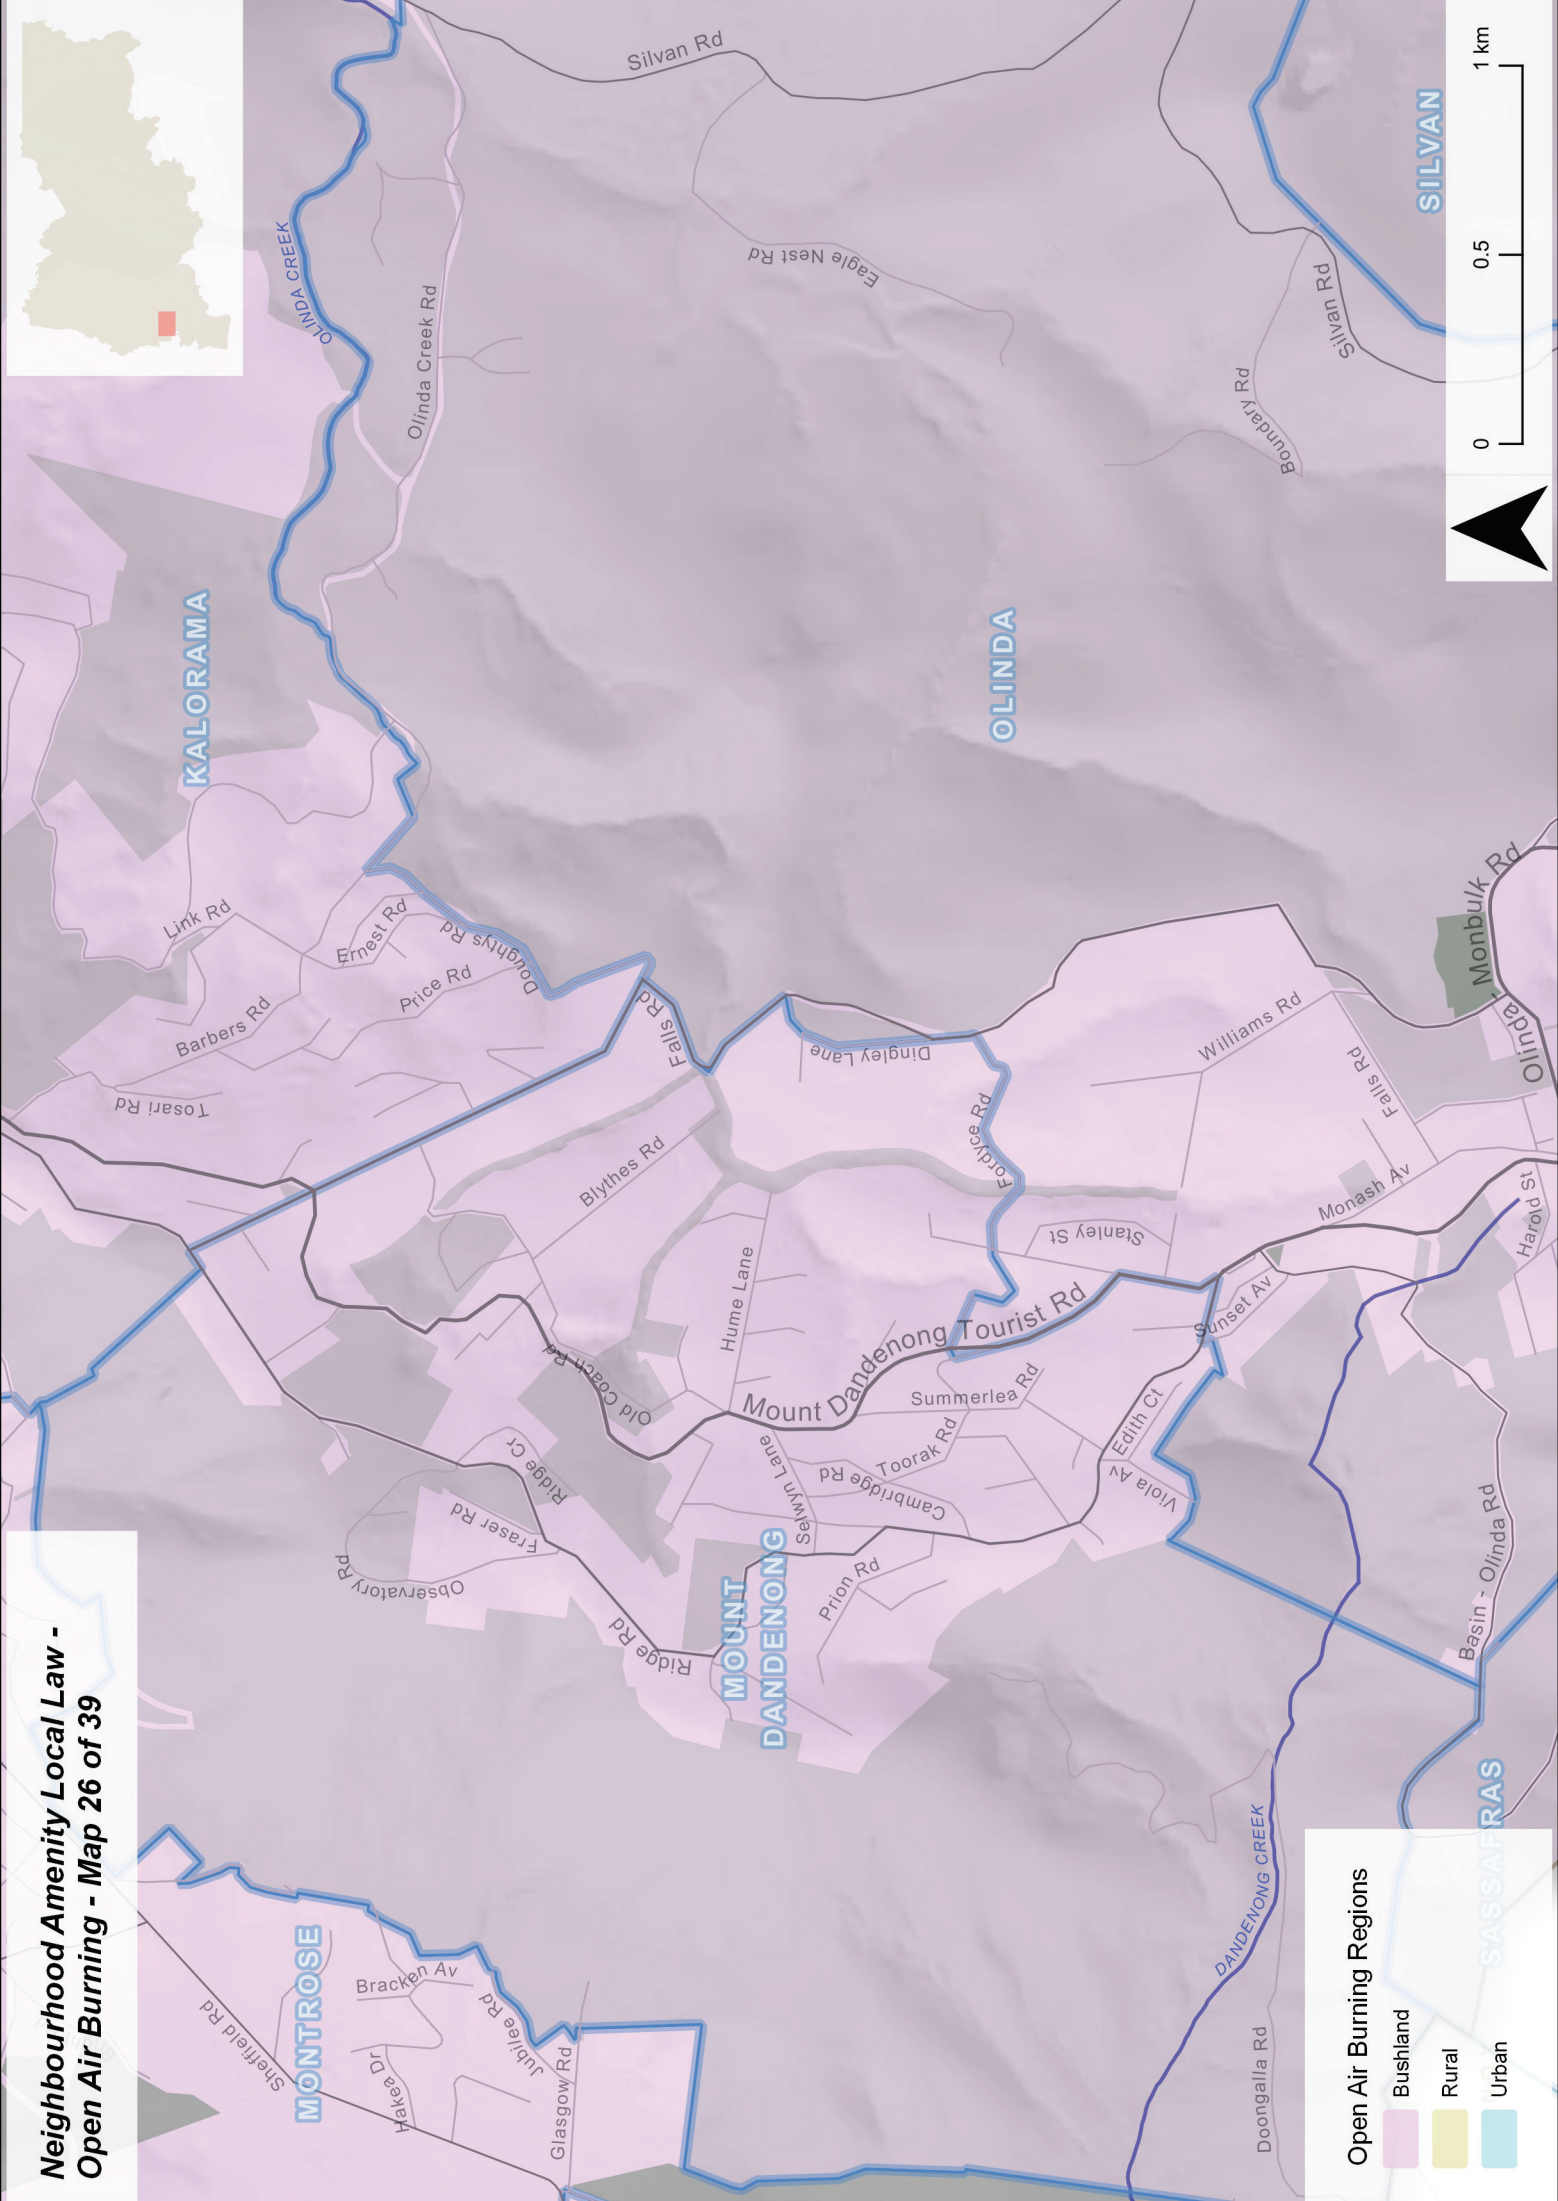 Neighbourhood Amenity Local Law -
Open Air Burning - Map 26 of 39
MONTROSE
Sheffield Rd
Bracken Av
Hakea Dr
Jubilee Rd
Glasgow Rd
KALORAMA
OLINDA CREEK
Olinda Creek Rd
Silvan Rd
Link Rd
Ernest Rd
Doughtys Rd
Price Rd
Barbers Rd
Tosari Rd
Falls Rd
Eagle Nest Rd
Blythes Rd
Old Coach Rd
Ridge Cr
Fraser Rd
Observatory Rd
Ridge Rd
Hume Lane
MOUNT
DANDENONG
Selwyn Lane
Prion Rd
Cambridge Rd
Toorak Rd
Summerlea Rd
Mount Dandenong Tourist Rd
Dingley Lane
Fordyce Rd
Stanley St
OLINDA
Edith Ct
Viola Av
Sunset Av
Williams Rd
Falls Rd
Monash Av
Harold St
Boundary Rd
Silvan Rd
SILVAN
Olinda - Monbulk Rd
Basin - Olinda Rd
DANDENONG CREEK
Doongalla Rd
SASSAFRAS
Open Air Burning Regions
Bushland
Rural
Urban
0 0.5 1 km